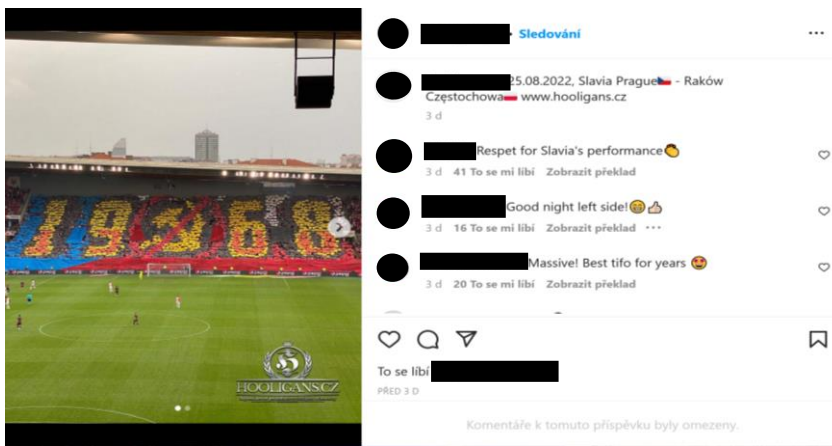 • Sledování
25.08.2022, Slavia Prague - Raków
Częstochowa www.hooligans.cz
3 d
Respet for Slavia's performance
3 d 41 To se mi líbí Zobrazit překlad
Good night left side!
3 d 16 To se mi líbí Zobrazit překlad
Massive! Best tifo for years
3 d 20 To se mi líbí Zobrazit překlad
1968
HOOLIGANS.CZ
To se líbí
PŘED 3 D
Komentáře k tomuto příspěvku byly omezeny.